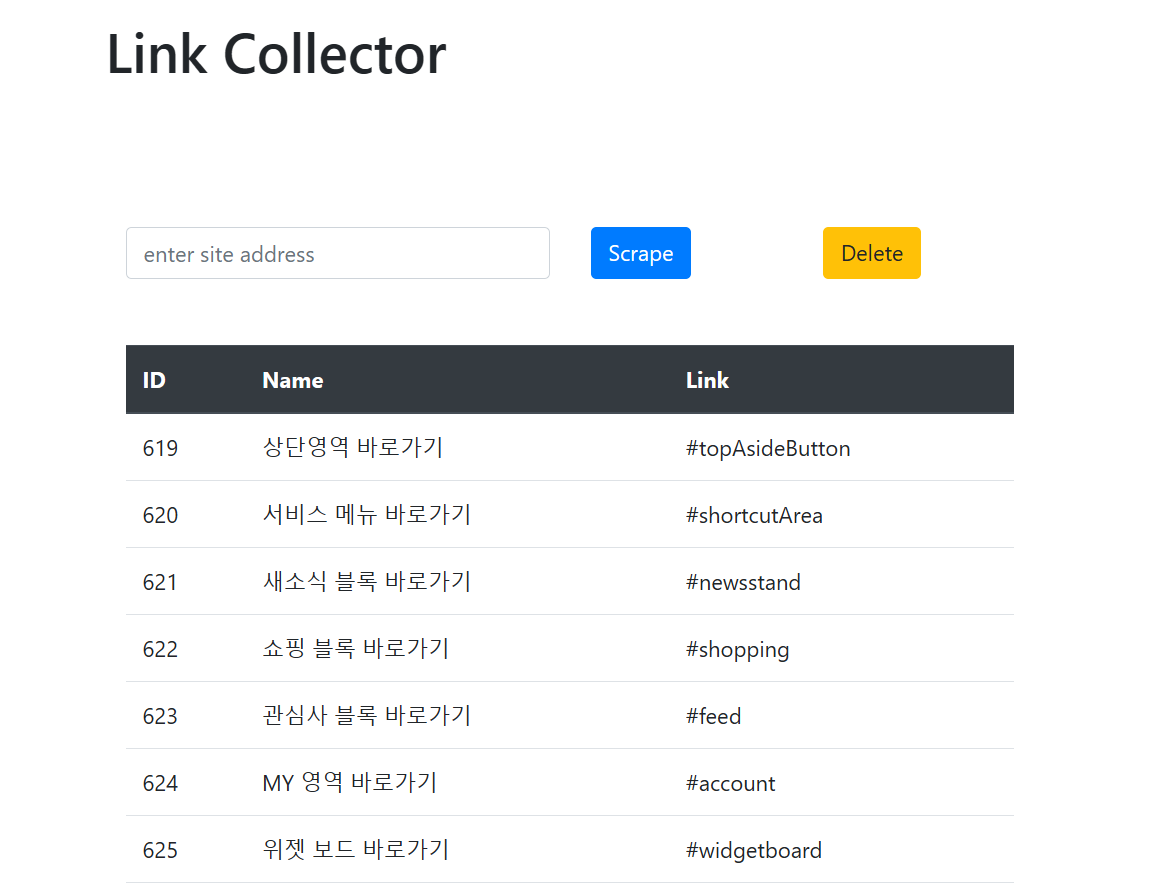 Link Collector
enter site address Scrape Delete
ID Name Link
619 상단영역 바로가기 #topAsideButton
620 서비스 메뉴 바로가기 #shortcutArea
621 새소식 블록 바로가기 #newsstand
622 쇼핑 블록 바로가기 #shopping
623 관심사 블록 바로가기 #feed
624 MY 영역 바로가기 #account
625 위젯 보드 바로가기 #widgetboard